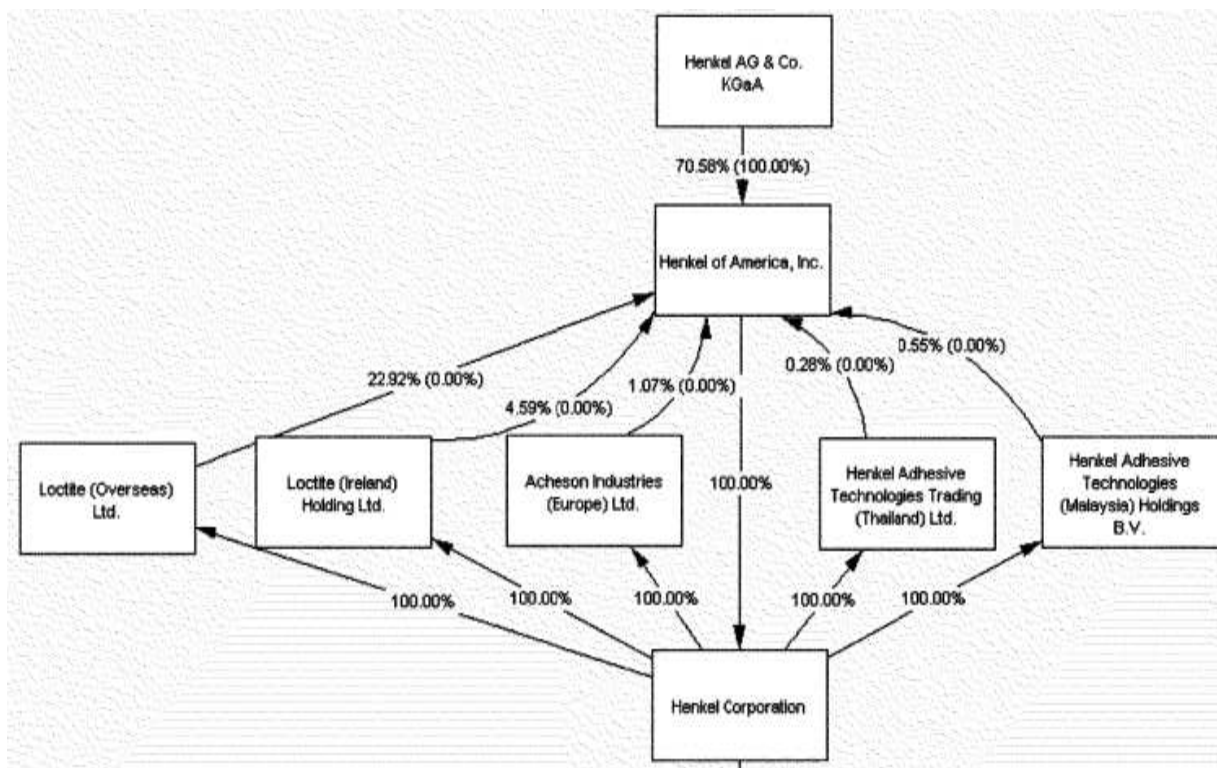 Henkel AG & Co.
KGaA
70.58% (100.00%)
Henkel of America, Inc.
22.92% (0.00%)
4.59% (0.00%)
1.07% (0.00%)
0.28% (0.00%)
0.55% (0.00%)
Loctite (Overseas)
Ltd.
Loctite (Ireland)
Holding Ltd.
Acheson Industries
(Europe) Ltd.
100.00%
Henkel Adhesive
Technologies Trading
(Thailand) Ltd.
Henkel Adhesive
Technologies
(Malaysia) Holdings
B.V.
100.00%
100.00%
100.00%
100.00%
100.00%
Henkel Corporation